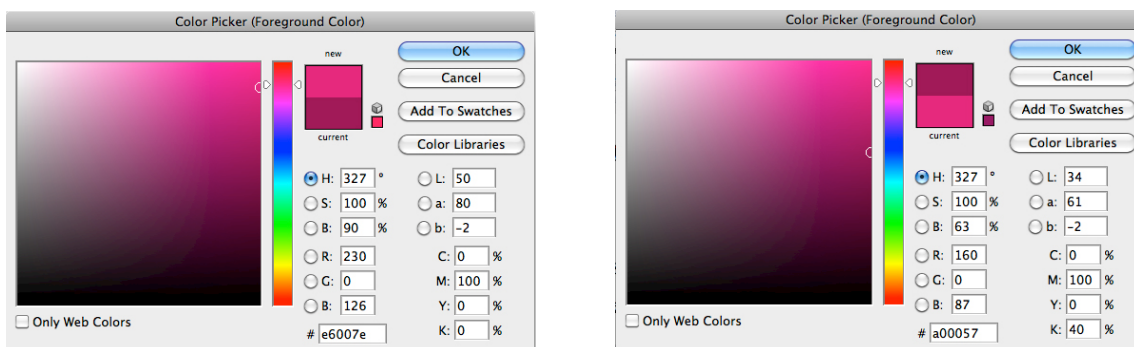 Color Picker (Foreground Color)
new
current
OK
Cancel
Add To Swatches
Color Libraries
H: 327 °
S: 100 %
B: 90 %
R: 230
G: 0
B: 126
# e6007e
L: 50
a: 80
b: -2
C: 0 %
M: 100 %
Y: 0 %
K: 0 %
Only Web Colors
Color Picker (Foreground Color)
new
current
OK
Cancel
Add To Swatches
Color Libraries
H: 327 °
S: 100 %
B: 63 %
R: 160
G: 0
B: 87
# a00057
L: 34
a: 61
b: -2
C: 0 %
M: 100 %
Y: 0 %
K: 40 %
Only Web Colors